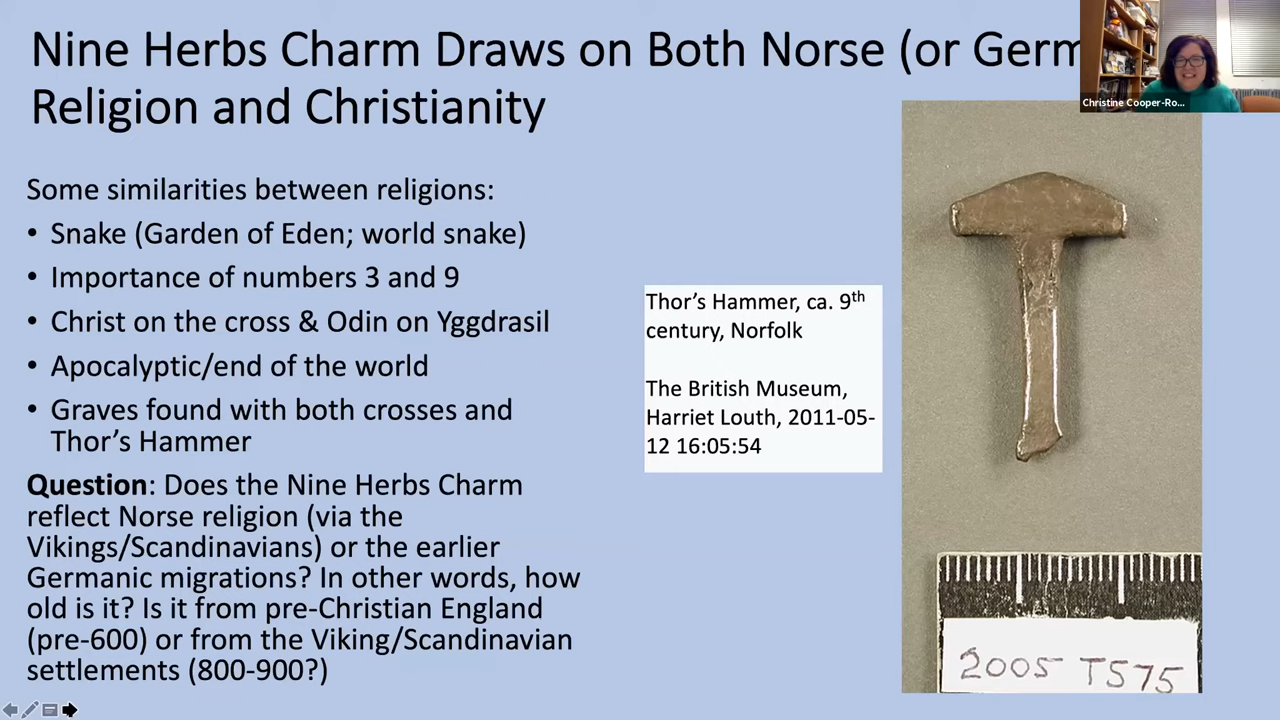 Nine Herbs Charm Draws on Both Norse (or Germ
Religion and Christianity
Christine Cooper-Ro...
Some similarities between religions:
• Snake (Garden of Eden; world snake)
• Importance of numbers 3 and 9
• Christ on the cross & Odin on Yggdrasil
• Apocalyptic/end of the world
• Graves found with both crosses and
Thor's Hammer
Question: Does the Nine Herbs Charm
reflect Norse religion (via the
Vikings/Scandinavians) or the earlier
Germanic migrations? In other words, how
old is it? Is it from pre-Christian England
(pre-600) or from the Viking/Scandinavian
settlements (800-900?)
Thor's Hammer, ca. 9th
century, Norfolk
The British Museum,
Harriet Louth, 2011-05-
12 16:05:54
2005 T575